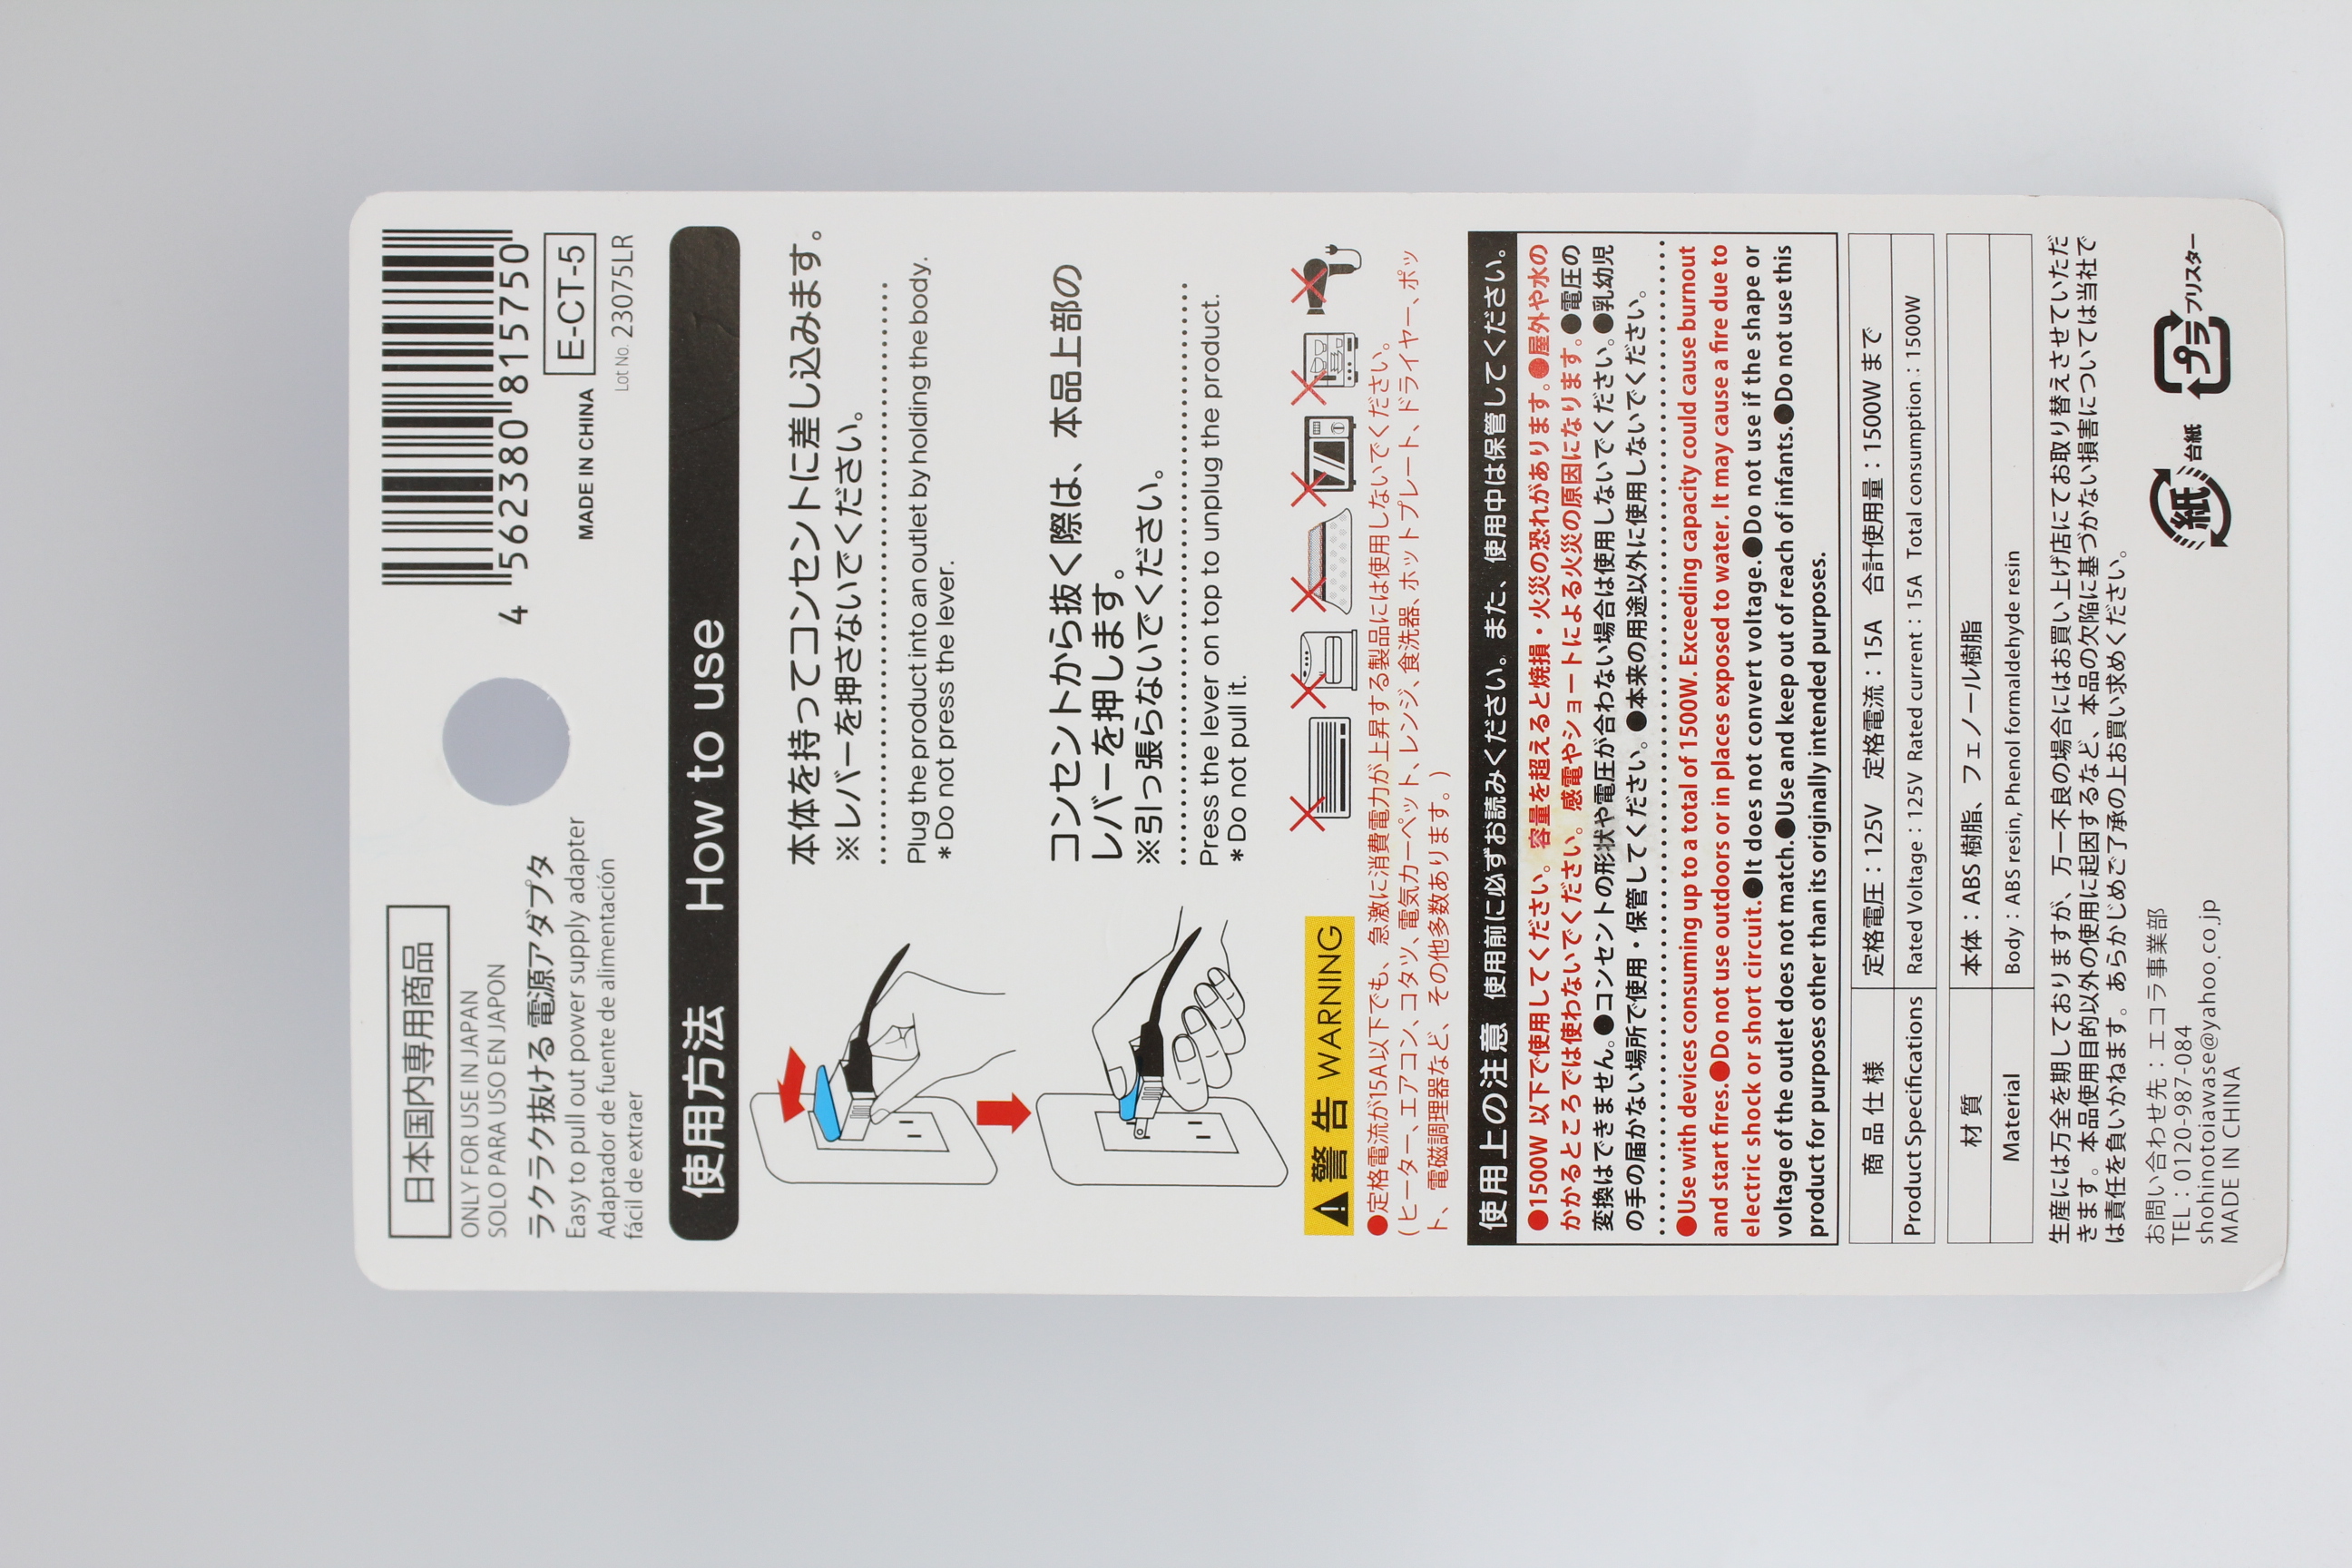 日本国内専用商品
ONLY FOR USE IN JAPAN
SOLO PARA USO EN JAPON
ラクラク抜ける電源アダプタ
Easy to pull out power supply adapter
Adaptador de fuente de alimentación
fácil de extraer
4 562380 815750
MADE IN CHINA E-CT-5
Lot No. 23075LR
使用方法 How to use
本体を持ってコンセントに差し込みます。
※レバーを押さないでください。
Plug the product into an outlet by holding the body.
* Do not press the lever.
コンセントから抜く際は、本品上部の
レバーを押します。
※引っ張らないでください。
Press the lever on top to unplug the product.
* Do not pull it.
警告 WARNING
●定格電流が15A以下でも、急激に消費電力が上昇する製品には使用しないでください。
(ヒーター、エアコン、コタツ、電気カーペット、レンジ、食洗器、ホットプレート、ドライヤー、ポッ
ト、電磁調理器など、その他多数あります。)
使用上の注意 使用前に必ずお読みください。また、使用中は保管してください。
●1500W 以下で使用してください。容量を超えると焼損・火災の恐れがあります。●屋外や水の
かかるところでは使わないでください。感電やショートによる火災の原因になります。●電圧の
変換はできません。●コンセントの形状や電圧が合わない場合は使用しないでください。●乳幼児
の手の届かない場所で使用・保管してください。●本来の用途以外に使用しないでください。
●Use with devices consuming up to a total of 1500W. Exceeding capacity could cause burnout
and start fires.●Do not use outdoors or in places exposed to water. It may cause a fire due to
electric shock or short circuit.●It does not convert voltage.●Do not use if the shape or
voltage of the outlet does not match.●Use and keep out of reach of infants.●Do not use this
product for purposes other than its originally intended purposes.
商品仕様 定格電圧：125V 定格電流：15A 合計使用量：1500W まで
Product Specifications Rated Voltage：125V Rated current：15A Total consumption：1500W
材質 本体：ABS 樹脂、フェノール樹脂
Material Body：ABS resin, Phenol formaldehyde resin
生産には万全を期しておりますが、万一不良の場合にはお買い上げ店にてお取り替えさせていただ
きます。本品使用目的以外の使用に起因するなど、本品の欠陥に基づかない損害については当社で
は責任を負いかねます。あらかじめご了承の上お買い求めください。
お問い合わせ先：エコラ事業部
TEL：0120-987-084
shohinotoiawase@yahoo.co.jp
MADE IN CHINA
紙 台紙 プラ ブリスター